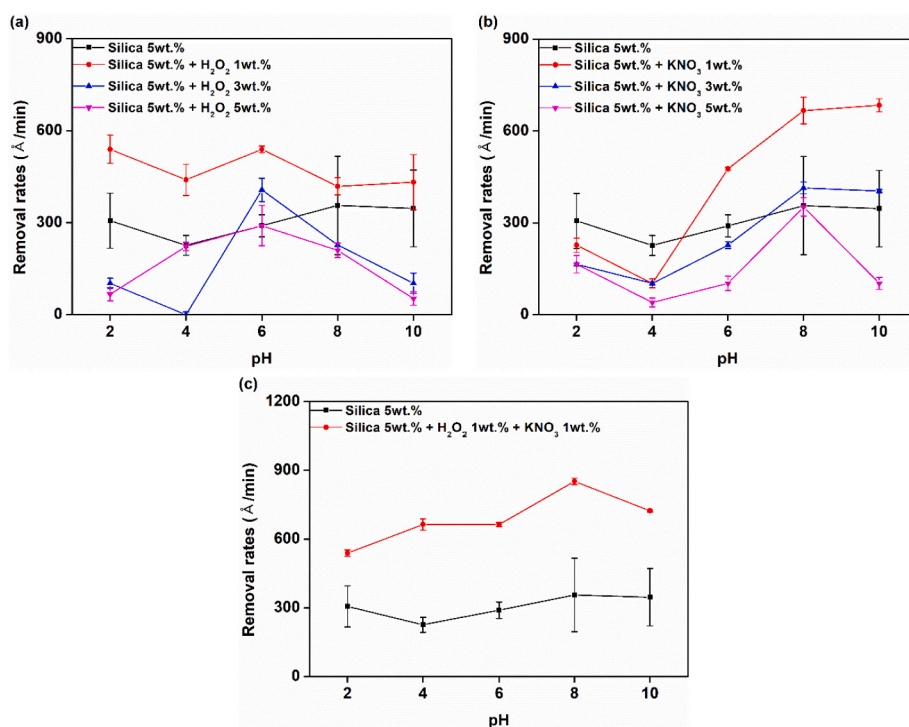 (a)
Silica 5wt.%
Silica 5wt.% + H₂O₂ 1wt.%
Silica 5wt.% + H₂O₂ 3wt.%
Silica 5wt.% + H₂O₂ 5wt.%
Removal rates (Å/min)
900
600
300
0
2 4 6 8 10
pH
(b)
Silica 5wt.%
Silica 5wt.% + KNO₃ 1wt.%
Silica 5wt.% + KNO₃ 3wt.%
Silica 5wt.% + KNO₃ 5wt.%
Removal rates (Å/min)
900
600
300
0
2 4 6 8 10
pH
(c)
Silica 5wt.%
Silica 5wt.% + H₂O₂ 1wt.% + KNO₃ 1wt.%
Removal rates (Å/min)
1200
900
600
300
0
2 4 6 8 10
pH